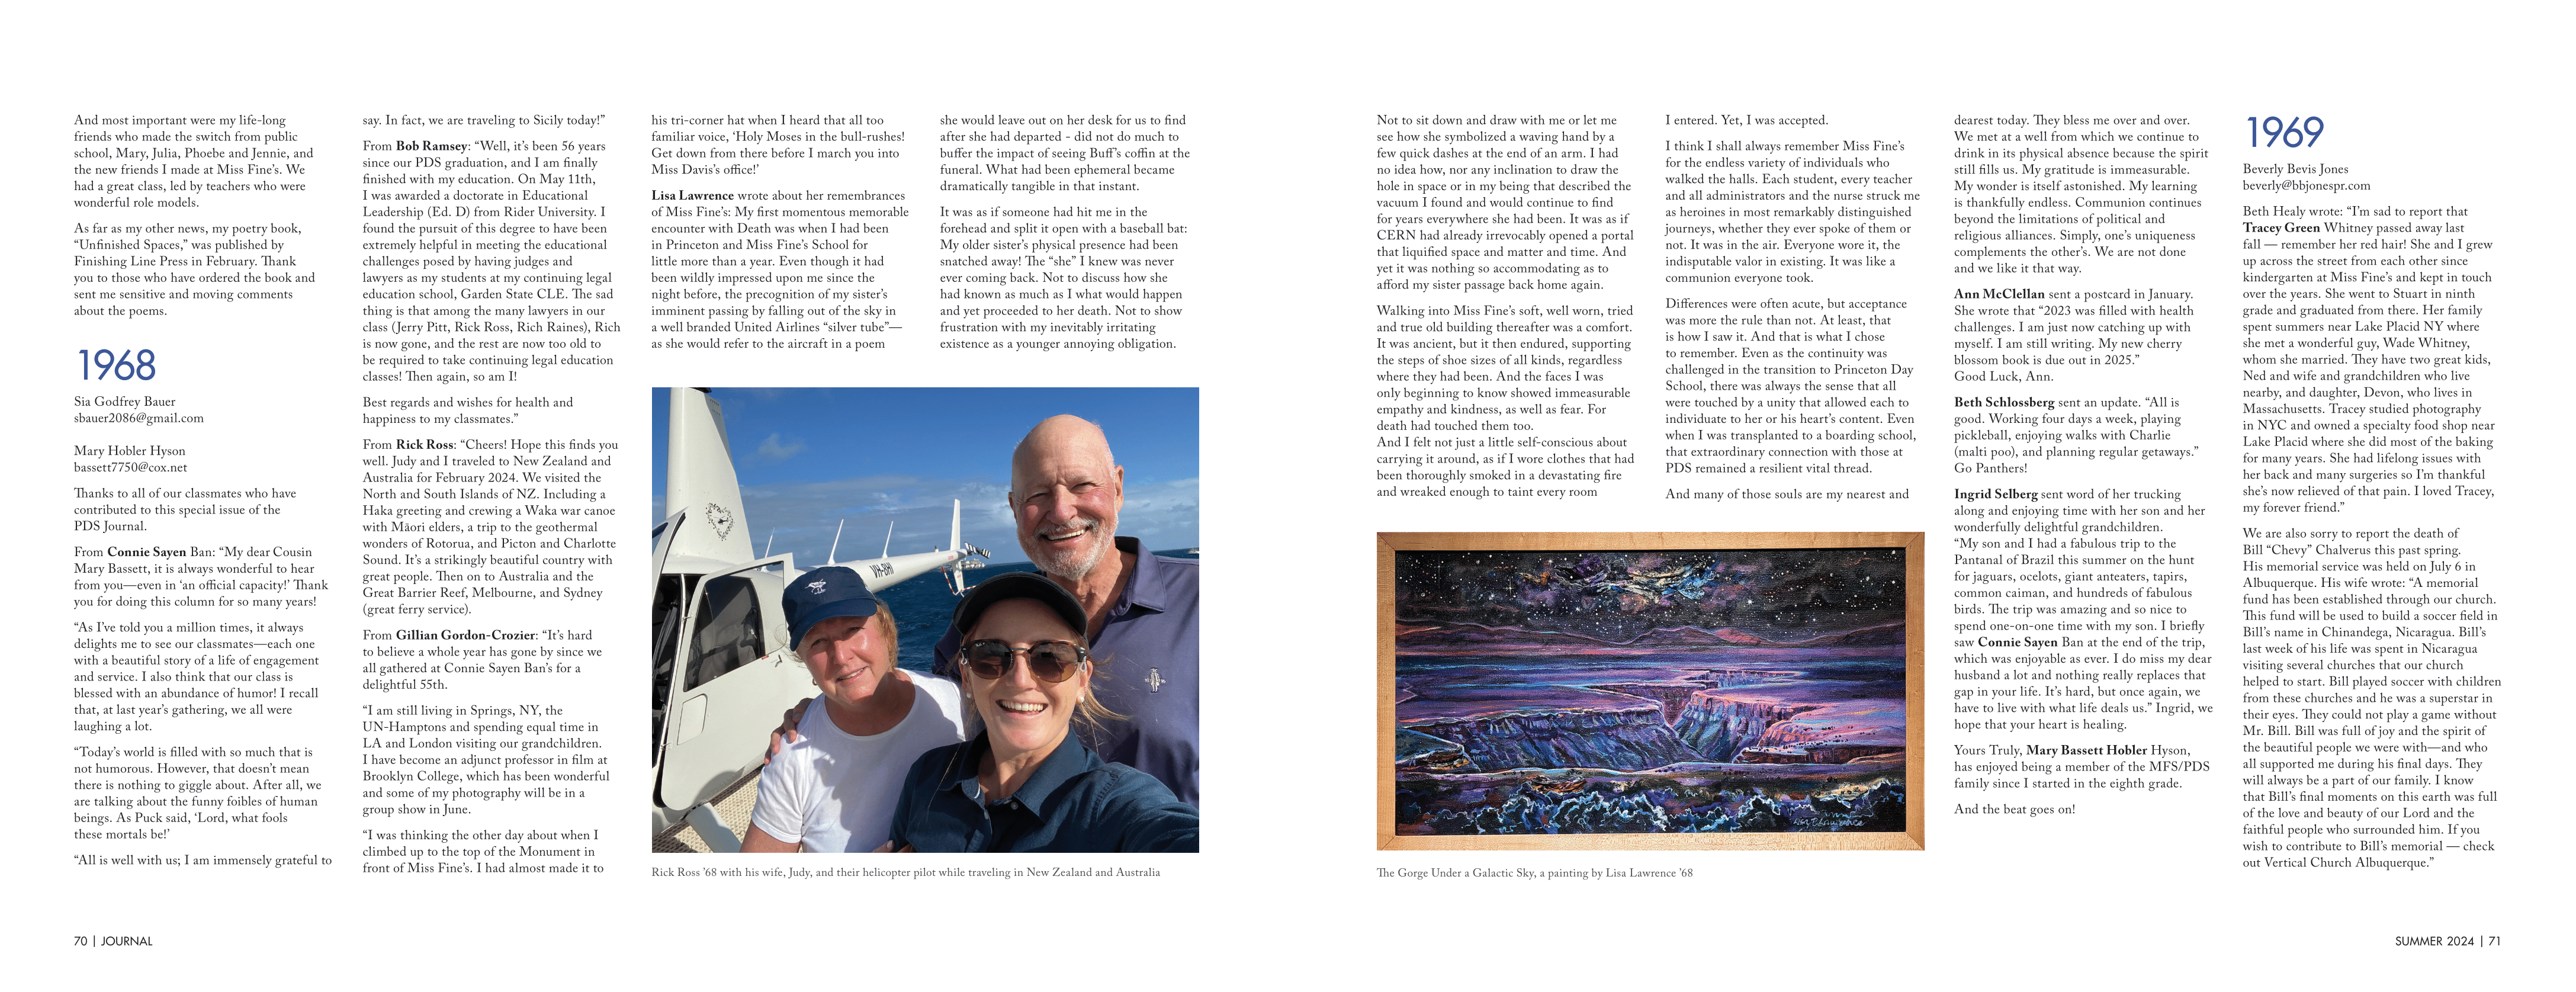 And most important were my life-long
friends who made the switch from public
school, Mary, Julia, Phoebe and Jennie, and
the new friends I made at Miss Fine's. We
had a great class, led by teachers who were
wonderful role models.
As far as my other news, my poetry book,
“Unfinished Spaces,” was published by
Finishing Line Press in February. Thank
you to those who have ordered the book and
sent me sensitive and moving comments
about the poems.
1968
Sia Godfrey Bauer
sbauer2086@gmail.com
Mary Hobler Hyson
bassett7750@cox.net
Thanks to all of our classmates who have
contributed to this special issue of the
PDS Journal.
From Connie Sayen Ban: “My dear Cousin
Mary Bassett, it is always wonderful to hear
from you—even in ‘an official capacity!’ Thank
you for doing this column for so many years!
“As I’ve told you a million times, it always
delights me to see our classmates—each one
with a beautiful story of a life of engagement
and service. I also think that our class is
blessed with an abundance of humor! I recall
that, at last year’s gathering, we all were
laughing a lot.
“Today’s world is filled with so much that is
not humorous. However, that doesn’t mean
there is nothing to giggle about. After all, we
are talking about the funny foibles of human
beings. As Puck said, ‘Lord, what fools
these mortals be!’
“All is well with us; I am immensely grateful to
say. In fact, we are traveling to Sicily today!”
From Bob Ramsey: “Well, it’s been 56 years
since our PDS graduation, and I am finally
finished with my education. On May 11th,
I was awarded a doctorate in Educational
Leadership (Ed. D) from Rider University. I
found the pursuit of this degree to have been
extremely helpful in meeting the educational
challenges posed by having judges and
lawyers as my students at my continuing legal
education school, Garden State CLE. The sad
thing is that among the many lawyers in our
class (Jerry Pitt, Rick Ross, Rich Raines), Rich
is now gone, and the rest are now too old to
be required to take continuing legal education
classes! Then again, so am I!
Best regards and wishes for health and
happiness to my classmates.”
From Rick Ross: “Cheers! Hope this finds you
well. Judy and I traveled to New Zealand and
Australia for February 2024. We visited the
North and South Islands of NZ. Including a
Haka greeting and crewing a Waka war canoe
with Māori elders, a trip to the geothermal
wonders of Rotorua, and Picton and Charlotte
Sound. It’s a strikingly beautiful country with
great people. Then on to Australia and the
Great Barrier Reef, Melbourne, and Sydney
(great ferry service).
From Gillian Gordon-Crozier: “It’s hard
to believe a whole year has gone by since we
all gathered at Connie Sayen Ban’s for a
delightful 55th.
“I am still living in Springs, NY, the
UN-Hamptons and spending equal time in
LA and London visiting our grandchildren.
I have become an adjunct professor in film at
Brooklyn College, which has been wonderful
and some of my photography will be in a
group show in June.
“I was thinking the other day about when I
climbed up to the top of the Monument in
front of Miss Fine’s. I had almost made it to
his tri-corner hat when I heard that all too
familiar voice, ‘Holy Moses in the bull-rushes!
Get down from there before I march you into
Miss Davis’s office!’
Lisa Lawrence wrote about her remembrances
of Miss Fine’s: My first momentous memorable
encounter with Death was when I had been
in Princeton and Miss Fine’s School for
little more than a year. Even though it had
been wildly impressed upon me since the
night before, the precognition of my sister’s
imminent passing by falling out of the sky in
a well branded United Airlines “silver tube”—
as she would refer to the aircraft in a poem
she would leave out on her desk for us to find
after she had departed - did not do much to
buffer the impact of seeing Buff’s coffin at the
funeral. What had been ephemeral became
dramatically tangible in that instant.
It was as if someone had hit me in the
forehead and split it open with a baseball bat:
My older sister’s physical presence had been
snatched away! The “she” I knew was never
ever coming back. Not to discuss how she
had known as much as I what would happen
and yet proceeded to her death. Not to show
frustration with my inevitably irritating
existence as a younger annoying obligation.
VH-BHI
Rick Ross ’68 with his wife, Judy, and their helicopter pilot while traveling in New Zealand and Australia
70 | JOURNAL
Not to sit down and draw with me or let me
see how she symbolized a waving hand by a
few quick dashes at the end of an arm. I had
no idea how, nor any inclination to draw the
hole in space or in my being that described the
vacuum I found and would continue to find
for years everywhere she had been. It was as if
CERN had already irrevocably opened a portal
that liquified space and matter and time. And
yet it was nothing so accommodating as to
afford my sister passage back home again.
Walking into Miss Fine’s soft, well worn, tried
and true old building thereafter was a comfort.
It was ancient, but it then endured, supporting
the steps of shoe sizes of all kinds, regardless
where they had been. And the faces I was
only beginning to know showed immeasurable
empathy and kindness, as well as fear. For
death had touched them too.
And I felt not just a little self-conscious about
carrying it around, as if I wore clothes that had
been thoroughly smoked in a devastating fire
and wreaked enough to taint every room
I entered. Yet, I was accepted.
I think I shall always remember Miss Fine’s
for the endless variety of individuals who
walked the halls. Each student, every teacher
and all administrators and the nurse struck me
as heroines in most remarkably distinguished
journeys, whether they ever spoke of them or
not. It was in the air. Everyone wore it, the
indisputable valor in existing. It was like a
communion everyone took.
Differences were often acute, but acceptance
was more the rule than not. At least, that
is how I saw it. And that is what I chose
to remember. Even as the continuity was
challenged in the transition to Princeton Day
School, there was always the sense that all
were touched by a unity that allowed each to
individuate to her or his heart’s content. Even
when I was transplanted to a boarding school,
that extraordinary connection with those at
PDS remained a resilient vital thread.
And many of those souls are my nearest and
Lisa C Lawrence
The Gorge Under a Galactic Sky, a painting by Lisa Lawrence ’68
dearest today. They bless me over and over.
We met at a well from which we continue to
drink in its physical absence because the spirit
still fills us. My gratitude is immeasurable.
My wonder is itself astonished. My learning
is thankfully endless. Communion continues
beyond the limitations of political and
religious alliances. Simply, one’s uniqueness
complements the other’s. We are not done
and we like it that way.
Ann McClellan sent a postcard in January.
She wrote that “2023 was filled with health
challenges. I am just now catching up with
myself. I am still writing. My new cherry
blossom book is due out in 2025.”
Good Luck, Ann.
Beth Schlossberg sent an update. “All is
good. Working four days a week, playing
pickleball, enjoying walks with Charlie
(malti poo), and planning regular getaways.”
Go Panthers!
Ingrid Selberg sent word of her trucking
along and enjoying time with her son and her
wonderfully delightful grandchildren.
“My son and I had a fabulous trip to the
Pantanal of Brazil this summer on the hunt
for jaguars, ocelots, giant anteaters, tapirs,
common caiman, and hundreds of fabulous
birds. The trip was amazing and so nice to
spend one-on-one time with my son. I briefly
saw Connie Sayen Ban at the end of the trip,
which was enjoyable as ever. I do miss my dear
husband a lot and nothing really replaces that
gap in your life. It’s hard, but once again, we
have to live with what life deals us.” Ingrid, we
hope that your heart is healing.
Yours Truly, Mary Bassett Hobler Hyson,
has enjoyed being a member of the MFS/PDS
family since I started in the eighth grade.
And the beat goes on!
1969
Beverly Bevis Jones
beverly@bbjonespr.com
Beth Healy wrote: “I’m sad to report that
Tracey Green Whitney passed away last
fall — remember her red hair! She and I grew
up across the street from each other since
kindergarten at Miss Fine’s and kept in touch
over the years. She went to Stuart in ninth
grade and graduated from there. Her family
spent summers near Lake Placid NY where
she met a wonderful guy, Wade Whitney,
whom she married. They have two great kids,
Ned and wife and grandchildren who live
nearby, and daughter, Devon, who lives in
Massachusetts. Tracey studied photography
in NYC and owned a specialty food shop near
Lake Placid where she did most of the baking
for many years. She had lifelong issues with
her back and many surgeries so I’m thankful
she’s now relieved of that pain. I loved Tracey,
my forever friend.”
We are also sorry to report the death of
Bill “Chevy” Chalverus this past spring.
His memorial service was held on July 6 in
Albuquerque. His wife wrote: “A memorial
fund has been established through our church.
This fund will be used to build a soccer field in
Bill’s name in Chinandega, Nicaragua. Bill’s
last week of his life was spent in Nicaragua
visiting several churches that our church
helped to start. Bill played soccer with children
from these churches and he was a superstar in
their eyes. They could not play a game without
Mr. Bill. Bill was full of joy and the spirit of
the beautiful people we were with—and who
all supported me during his final days. They
will always be a part of our family. I know
that Bill’s final moments on this earth was full
of the love and beauty of our Lord and the
faithful people who surrounded him. If you
wish to contribute to Bill’s memorial — check
out Vertical Church Albuquerque.”
SUMMER 2024 | 71